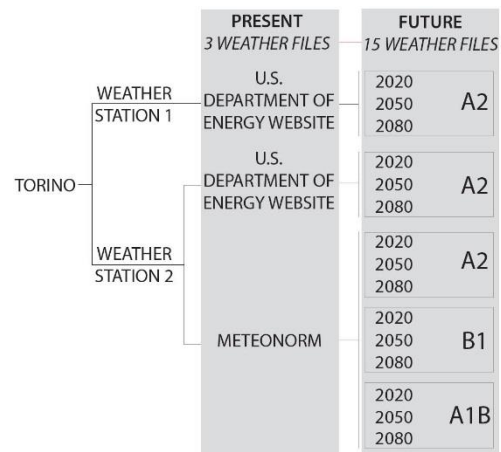 PRESENT
3 WEATHER FILES
FUTURE
15 WEATHER FILES
TORINO
WEATHER
STATION 1
U.S.
DEPARTMENT OF
ENERGY WEBSITE
2020
2050
2080
A2
WEATHER
STATION 2
U.S.
DEPARTMENT OF
ENERGY WEBSITE
2020
2050
2080
A2
METEONORM
2020
2050
2080
A2
2020
2050
2080
B1
2020
2050
2080
A1B